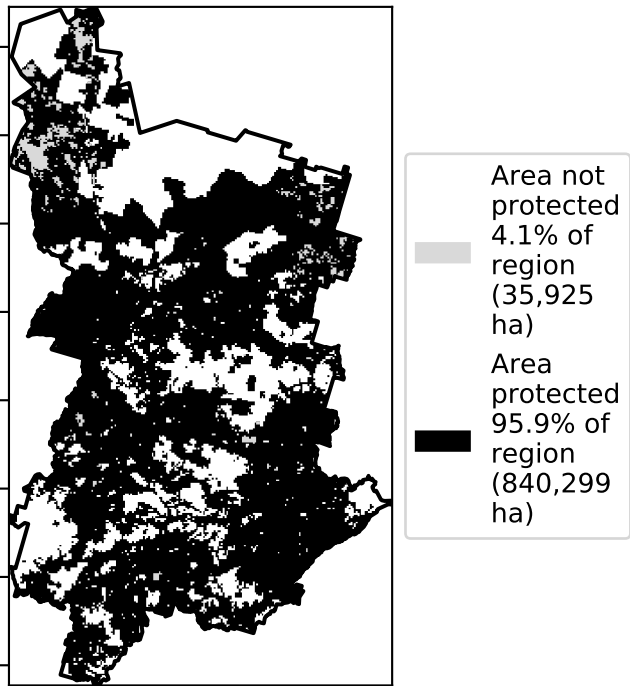 Area not
protected
4.1% of
region
(35,925
ha)
Area
protected
95.9% of
region
(840,299
ha)